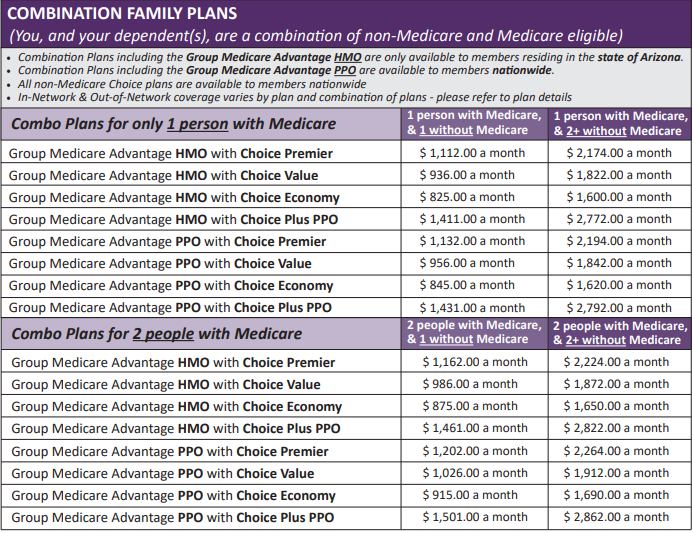 COMBINATION FAMILY PLANS
(You, and your dependent(s), are a combination of non-Medicare and Medicare eligible)
• Combination Plans including the Group Medicare Advantage HMO are only available to members residing in the state of Arizona.
• Combination Plans including the Group Medicare Advantage PPO are available to members nationwide.
• All non-Medicare Choice plans are available to members nationwide
• In-Network & Out-of-Network coverage varies by plan and combination of plans - please refer to plan details
Combo Plans for only 1 person with Medicare
1 person with Medicare,
& 1 without Medicare
1 person with Medicare,
& 2+ without Medicare
Group Medicare Advantage HMO with Choice Premier $ 1,112.00 a month $ 2,174.00 a month
Group Medicare Advantage HMO with Choice Value $ 936.00 a month $ 1,822.00 a month
Group Medicare Advantage HMO with Choice Economy $ 825.00 a month $ 1,600.00 a month
Group Medicare Advantage HMO with Choice Plus PPO $ 1,411.00 a month $ 2,772.00 a month
Group Medicare Advantage PPO with Choice Premier $ 1,132.00 a month $ 2,194.00 a month
Group Medicare Advantage PPO with Choice Value $ 956.00 a month $ 1,842.00 a month
Group Medicare Advantage PPO with Choice Economy $ 845.00 a month $ 1,620.00 a month
Group Medicare Advantage PPO with Choice Plus PPO $ 1,431.00 a month $ 2,792.00 a month
Combo Plans for 2 people with Medicare
2 people with Medicare,
& 1 without Medicare
2 people with Medicare,
& 2+ without Medicare
Group Medicare Advantage HMO with Choice Premier $ 1,162.00 a month $ 2,224.00 a month
Group Medicare Advantage HMO with Choice Value $ 986.00 a month $ 1,872.00 a month
Group Medicare Advantage HMO with Choice Economy $ 875.00 a month $ 1,650.00 a month
Group Medicare Advantage HMO with Choice Plus PPO $ 1,461.00 a month $ 2,822.00 a month
Group Medicare Advantage PPO with Choice Premier $ 1,202.00 a month $ 2,264.00 a month
Group Medicare Advantage PPO with Choice Value $ 1,026.00 a month $ 1,912.00 a month
Group Medicare Advantage PPO with Choice Economy $ 915.00 a month $ 1,690.00 a month
Group Medicare Advantage PPO with Choice Plus PPO $ 1,501.00 a month $ 2,862.00 a month